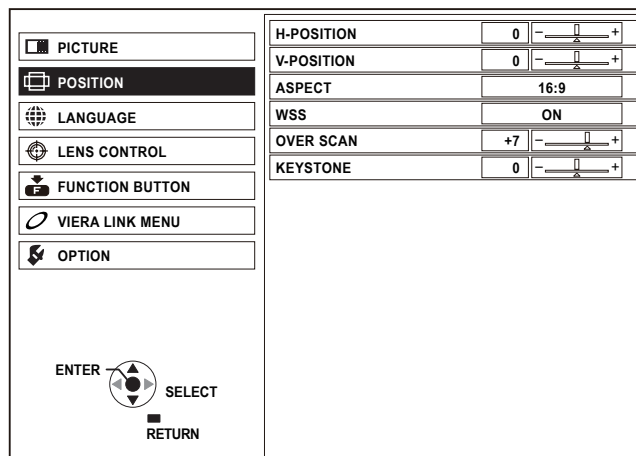 PICTURE
POSITION
LANGUAGE
LENS CONTROL
F
FUNCTION BUTTON
VIERA LINK MENU
OPTION
ENTER
SELECT
RETURN
H-POSITION 0 - +
V-POSITION 0 - +
ASPECT 16:9
WSS ON
OVER SCAN +7 - +
KEYSTONE 0 - +